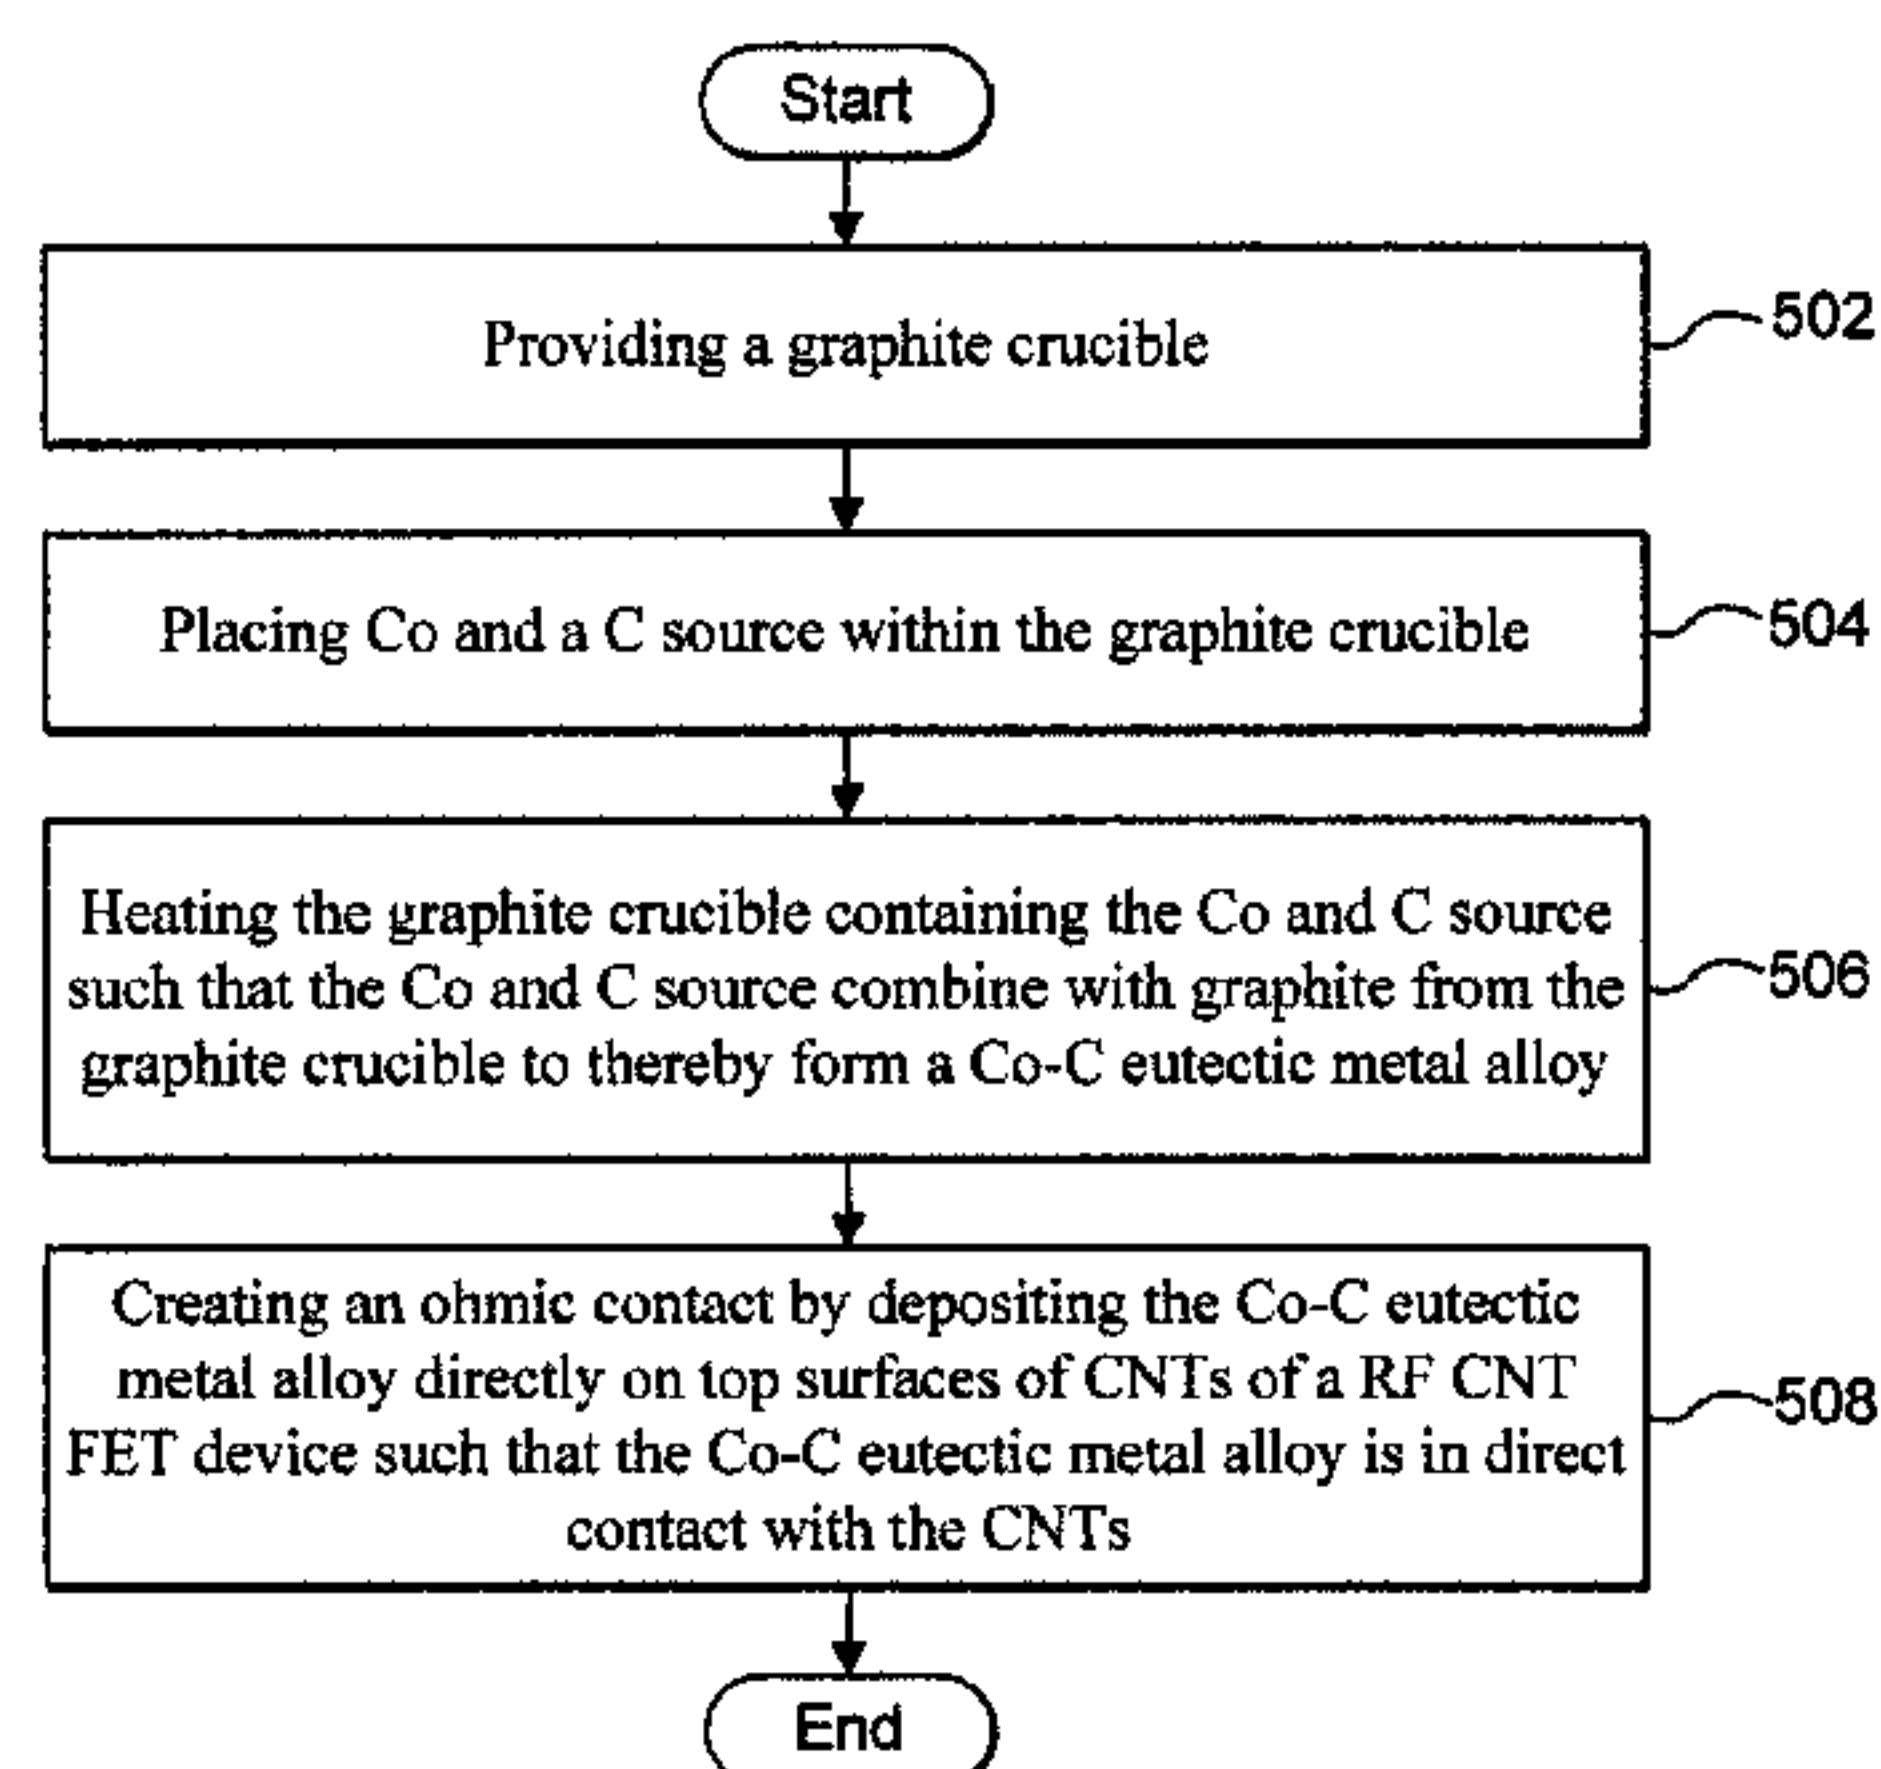 Start
Providing a graphite crucible
502
Placing Co and a C source within the graphite crucible
504
Heating the graphite crucible containing the Co and C source
such that the Co and C source combine with graphite from the
graphite crucible to thereby form a Co-C eutectic metal alloy
506
Creating an ohmic contact by depositing the Co-C eutectic
metal alloy directly on top surfaces of CNTs of a RF CNT
FET device such that the Co-C eutectic metal alloy is in direct
contact with the CNTs
508
End